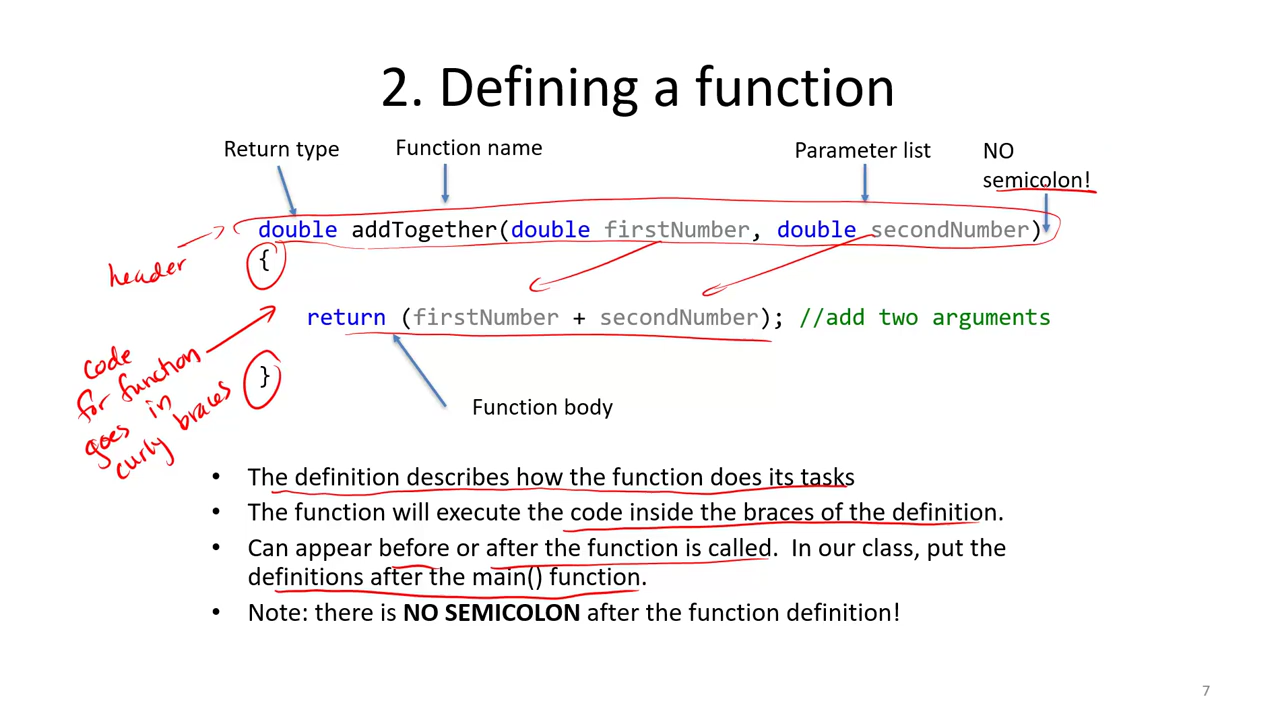 2. Defining a function
Return type
Function name
Parameter list
NO
semicolon!
double addTogether(double firstNumber, double secondNumber)
header
{
return (firstNumber + secondNumber); //add two arguments
code
for function
goes in
curly braces
}
Function body
• The definition describes how the function does its tasks
• The function will execute the code inside the braces of the definition.
• Can appear before or after the function is called. In our class, put the
definitions after the main() function.
• Note: there is NO SEMICOLON after the function definition!
7